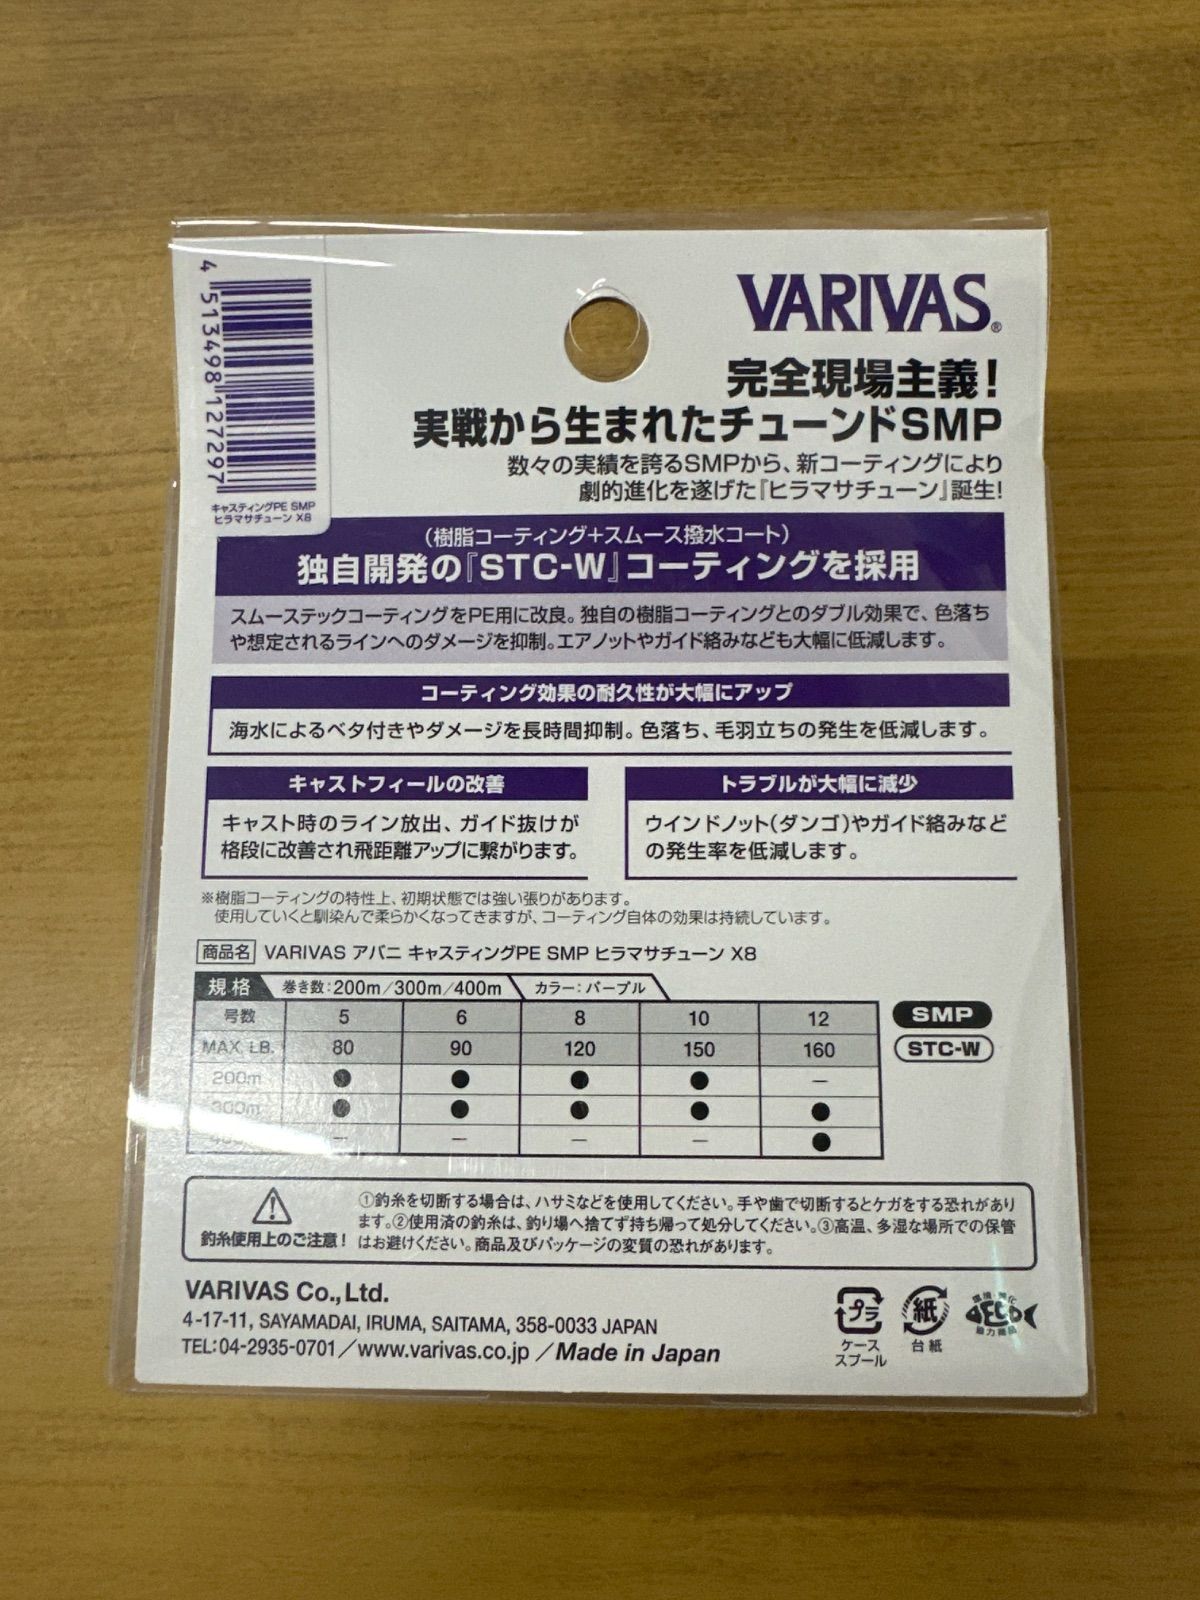 VARIVAS®
完全現場主義!
実戦から生まれたチューンドSMP
数々の実績を誇るSMPから、新コーティングにより
劇的進化を遂げた『ヒラマサチューン』誕生!
4 513498 127297
キャスティングPE SMP
ヒラマサチューン X8
(樹脂コーティング+スムース撥水コート)
独自開発の『STC-W』コーティングを採用
スムーステックコーティングをPE用に改良。独自の樹脂コーティングとのダブル効果で、色落ち
や想定されるラインへのダメージを抑制。エアノットやガイド絡みなども大幅に低減します。
コーティング効果の耐久性が大幅にアップ
海水によるベタ付きやダメージを長時間抑制。色落ち、毛羽立ちの発生を低減します。
キャストフィールの改善
キャスト時のライン放出、ガイド抜けが
格段に改善され飛距離アップに繋がります。
トラブルが大幅に減少
ウインドノット(ダンゴ)やガイド絡みなど
の発生率を低減します。
※樹脂コーティングの特性上、初期状態では強い張りがあります。
使用していくと馴染んで柔らかくなってきますが、コーティング自体の効果は持続しています。
商品名 VARIVAS アバニ キャスティングPE SMP ヒラマサチューン X8
規格 巻き数:200m/300m/400m カラー:パープル
号数 5 6 8 10 12
MAX. LB. 80 90 120 150 160
200m ● ● ● ● –
300m ● ● ● ● ●
400m – – – – ●
SMP
STC-W
釣糸使用上のご注意!
①釣糸を切断する場合は、ハサミなどを使用してください。手や歯で切断するとケガをする恐れがあり
ます。②使用済の釣糸は、釣り場へ捨てず持ち帰って処分してください。③高温、多湿な場所での保管
はお避けください。商品及びパッケージの変質の恐れがあります。
VARIVAS Co.,Ltd.
4-17-11, SAYAMADAI, IRUMA, SAITAMA, 358-0033 JAPAN
TEL:04-2935-0701/www.varivas.co.jp/Made in Japan
プラ
ケース
スプール
紙
台紙
ECO
協力商品